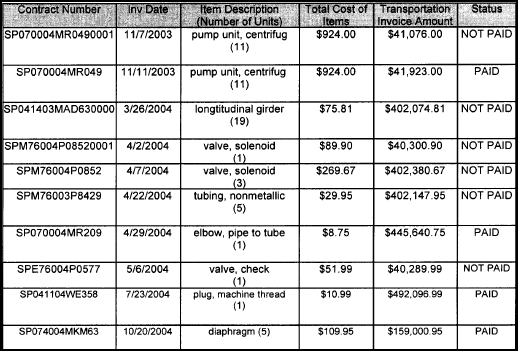 Contract Number Inv Date Item Description Total Cost of Transportation Status
(Number of Units) Items Invoice Amount
SP070004MR0490001 11/7/2003 pump unit, centrifug $924.00 $41,076.00 NOT PAID
(11)
SP070004MR049 11/11/2003 pump unit, centrifug $924.00 $41,923.00 PAID
(11)
SP041403MAD630000 3/26/2004 longtitudinal girder $75.81 $402,074.81 NOT PAID
(19)
SPM76004P08520001 4/2/2004 valve, solenoid $89.90 $40,300.90 NOT PAID
(1)
SPM76004P0852 4/7/2004 valve, solenoid $269.67 $402,380.67 NOT PAID
(3)
SPM76003P8429 4/22/2004 tubing, nonmetallic $29.95 $402,147.95 NOT PAID
(5)
SP070004MR209 4/29/2004 elbow, pipe to tube $8.75 $445,640.75 PAID
(1)
SPE76004P0577 5/6/2004 valve, check $51.99 $40,289.99 NOT PAID
(1)
SP041104WE358 7/23/2004 plug, machine thread $10.99 $492,096.99 PAID
(1)
SP074004MKM63 10/20/2004 diaphragm (5) $109.95 $159,000.95 PAID